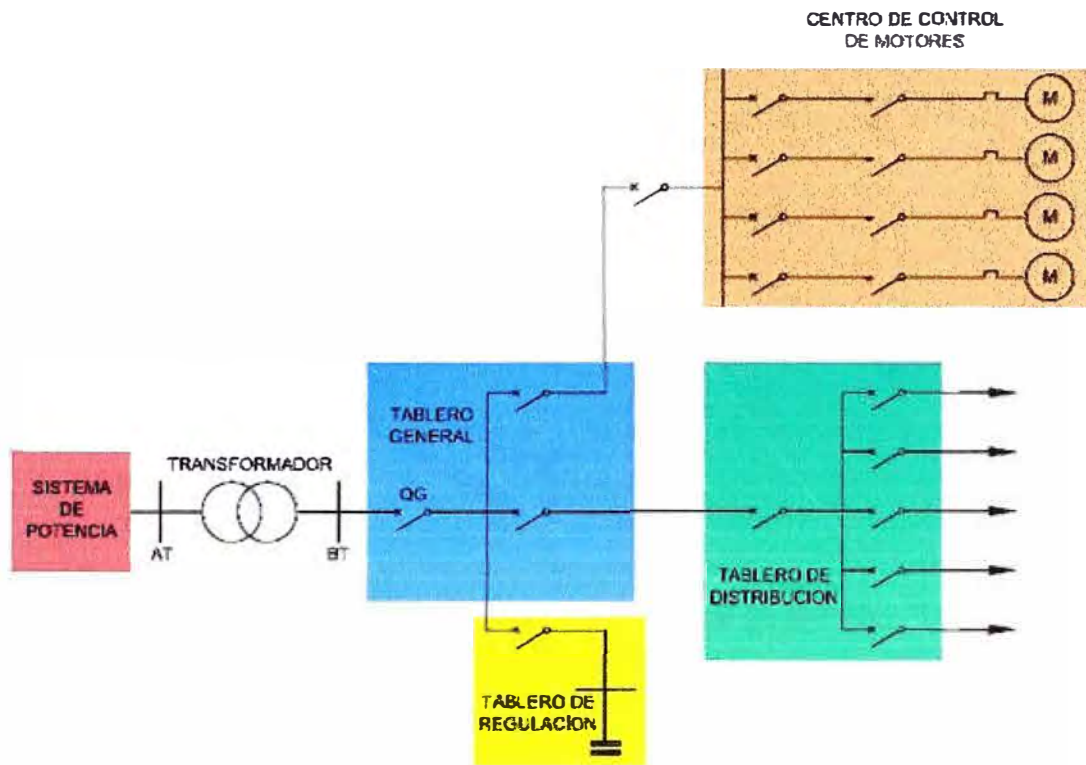 CENTRO DE CONTROL
DE MOTORES
M
M
M
M
TABLERO
GENERAL
TRANSFORMADOR
SISTEMA
DE
POTENCIA
AT
BT
QG
TABLERO DE
DISTRIBUCION
TABLERO DE
REGULACION